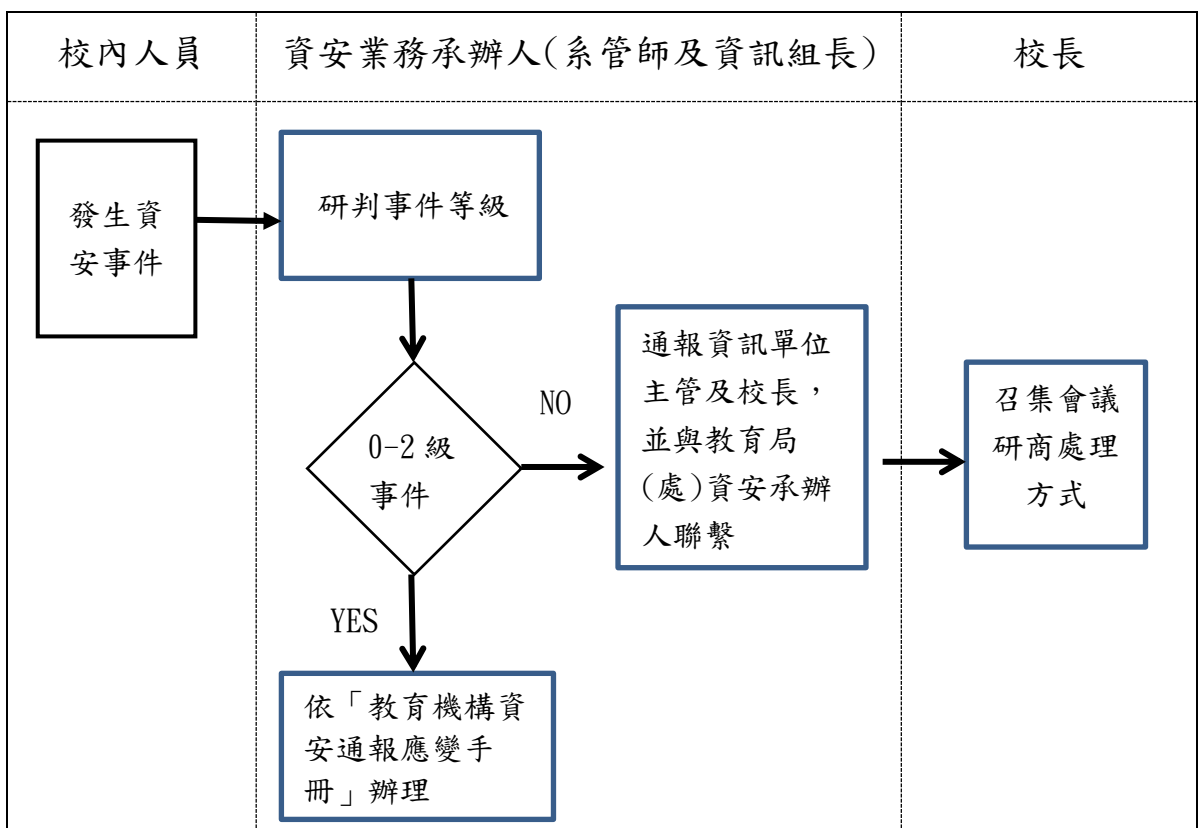 校內人員
資安業務承辦人(系管師及資訊組長)
校長
發生資
安事件
研判事件等級
0-2 級
事件
NO
通報資訊單位
主管及校長，
並與教育局
(處)資安承辦
人聯繫
召集會議
研商處理
方式
YES
依「教育機構資
安通報應變手
冊」辦理